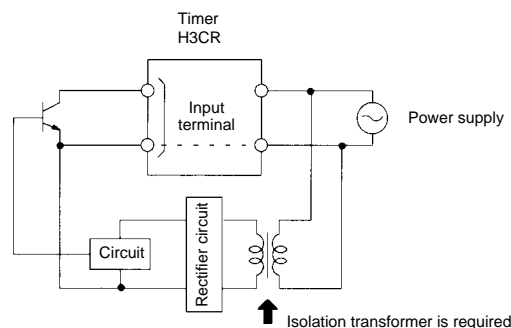 Timer
H3CR
Input
terminal
Power supply
Circuit
Rectifier circuit
Isolation transformer is required